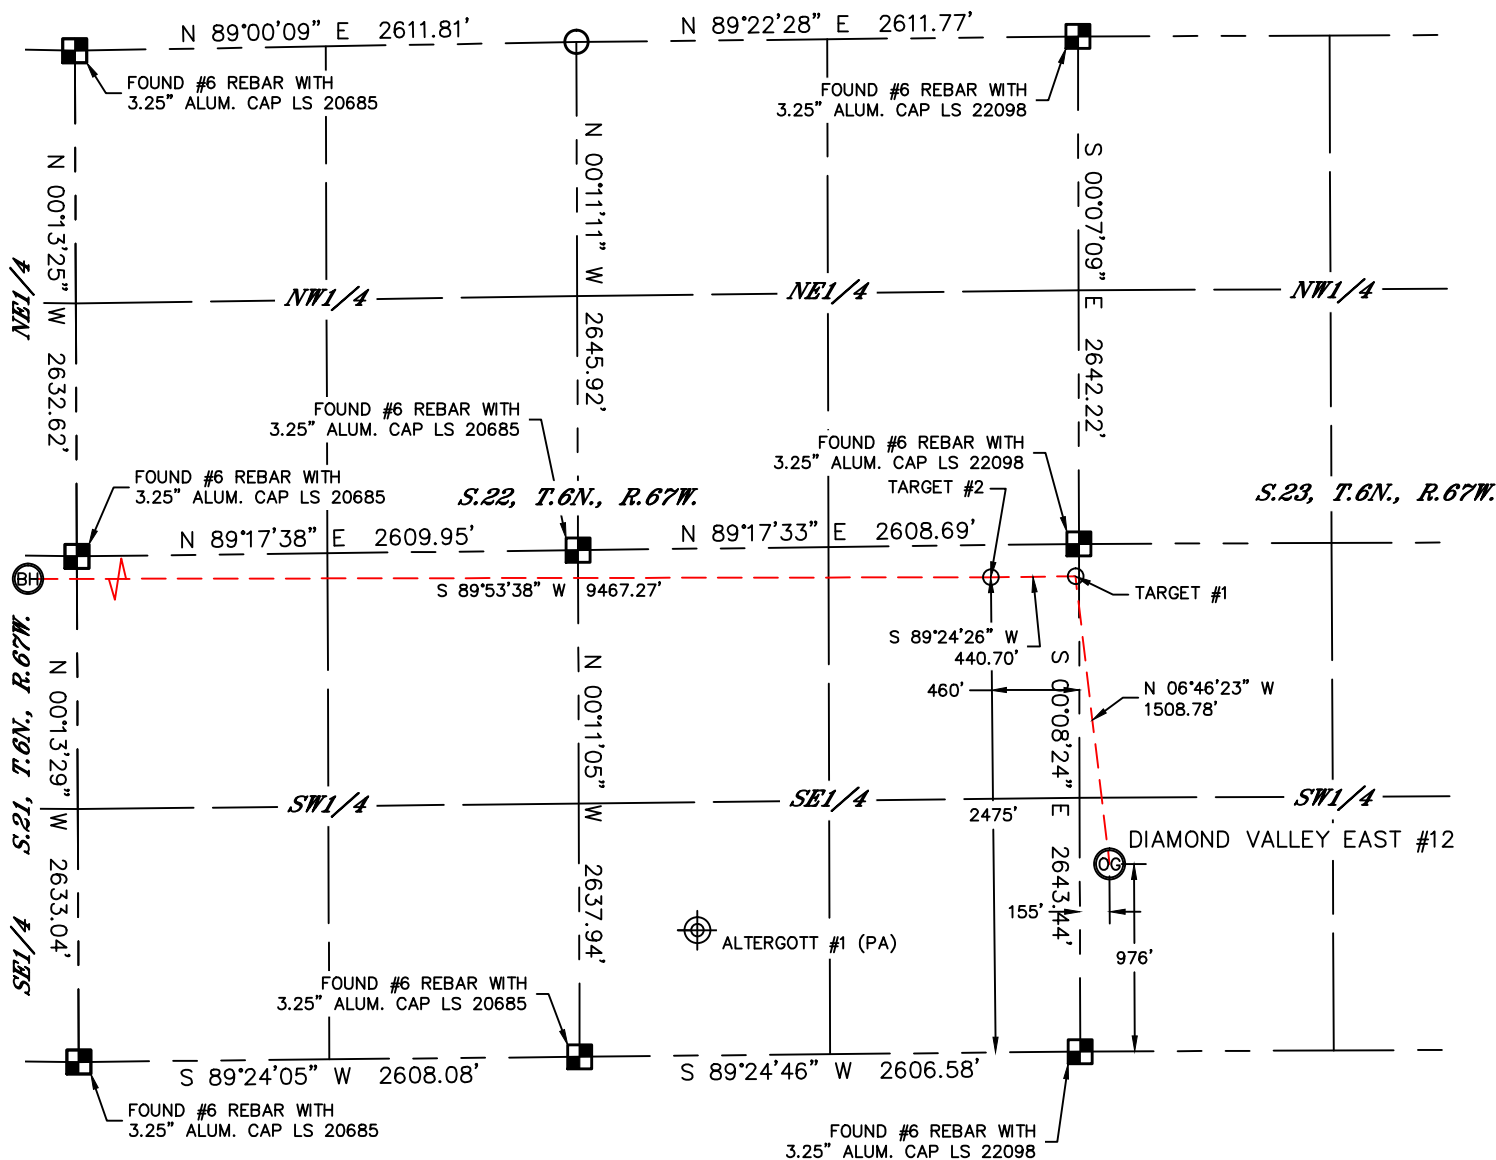 N 89°00'09" E 2611.81'
N 89°22'28" E 2611.77'
FOUND #6 REBAR WITH
3.25" ALUM. CAP LS 20685
FOUND #6 REBAR WITH
3.25" ALUM. CAP LS 22098
N 00°13'25" W 2632.62'
N 00°11'11" W 2645.92'
S 00°07'09" E 2642.22'
NE1/4
NW1/4
NE1/4
NW1/4
FOUND #6 REBAR WITH
3.25" ALUM. CAP LS 20685
FOUND #6 REBAR WITH
3.25" ALUM. CAP LS 22098
FOUND #6 REBAR WITH
3.25" ALUM. CAP LS 20685
TARGET #2
S.22, T.6N., R.67W.
S.23, T.6N., R.67W.
N 89°17'38" E 2609.95'
N 89°17'33" E 2608.69'
BH
S 89°53'38" W 9467.27'
TARGET #1
S 89°24'26" W
440.70'
460'
N 06°46'23" W
1508.78'
S.21, T.6N., R.67W.
N 00°13'29" W 2633.04'
N 00°11'05" W 2637.94'
S 00°08'24" E 2643.44'
SW1/4
SE1/4
SW1/4
2475'
DIAMOND VALLEY EAST #12
OG
155'
976'
ALTERGOTT #1 (PA)
SE1/4
FOUND #6 REBAR WITH
3.25" ALUM. CAP LS 20685
S 89°24'05" W 2608.08'
S 89°24'46" W 2606.58'
FOUND #6 REBAR WITH
3.25" ALUM. CAP LS 20685
FOUND #6 REBAR WITH
3.25" ALUM. CAP LS 22098